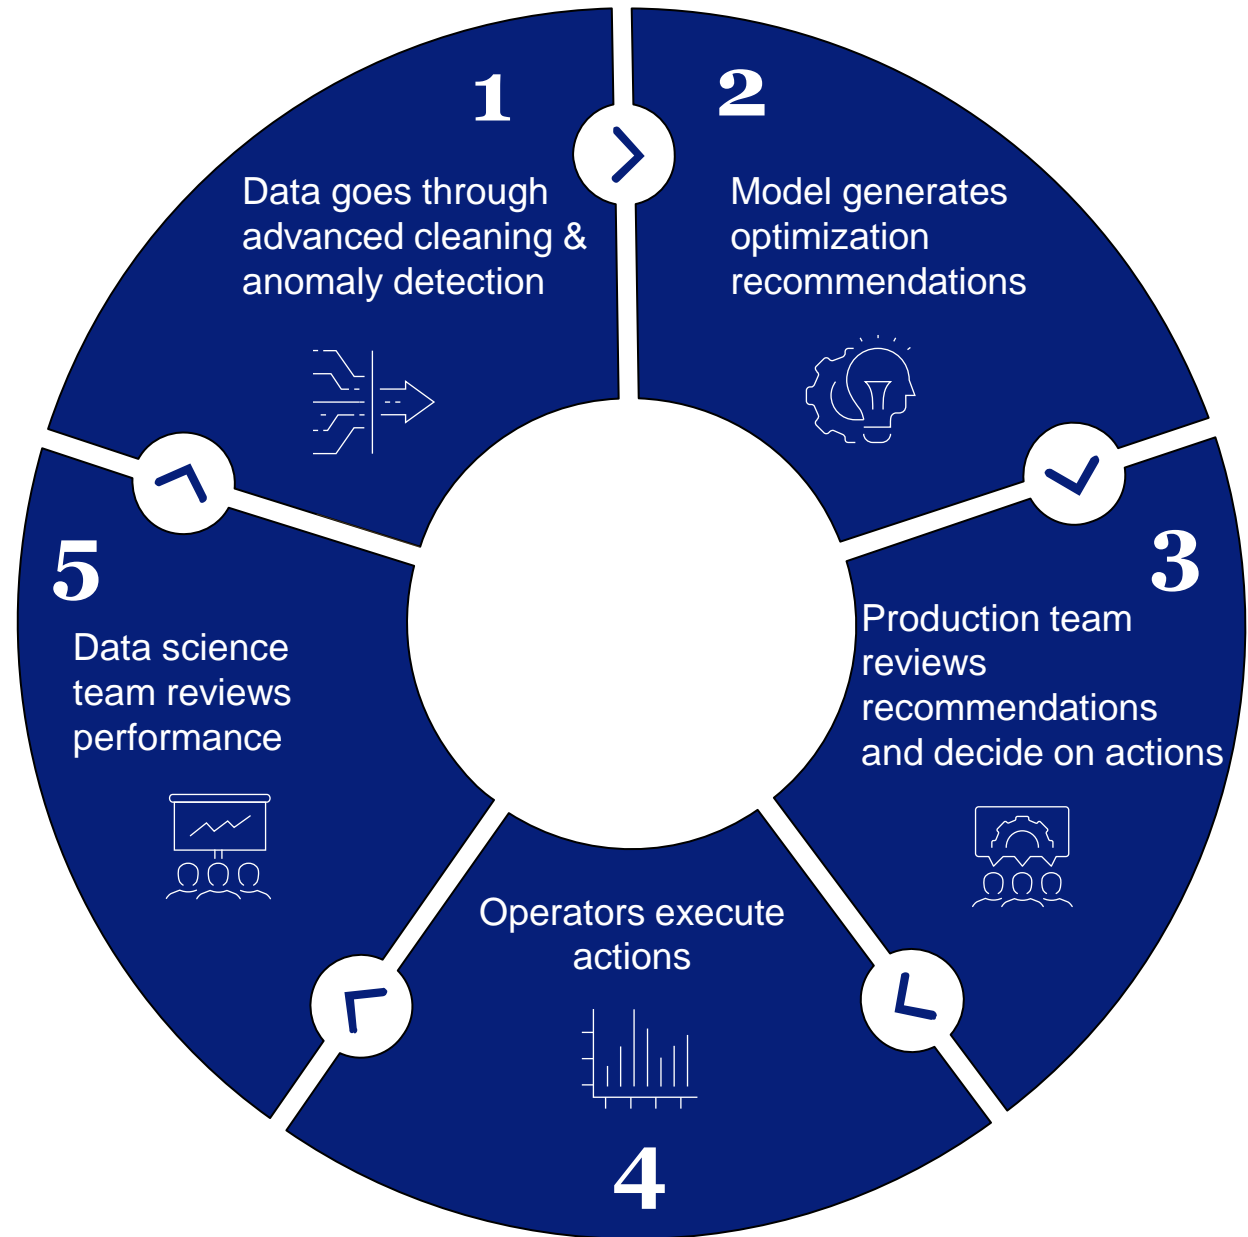 1
Data goes through
advanced cleaning &
anomaly detection
2
Model generates
optimization
recommendations
3
Production team
reviews
recommendations
and decide on actions
Operators execute
actions
4
5
Data science
team reviews
performance